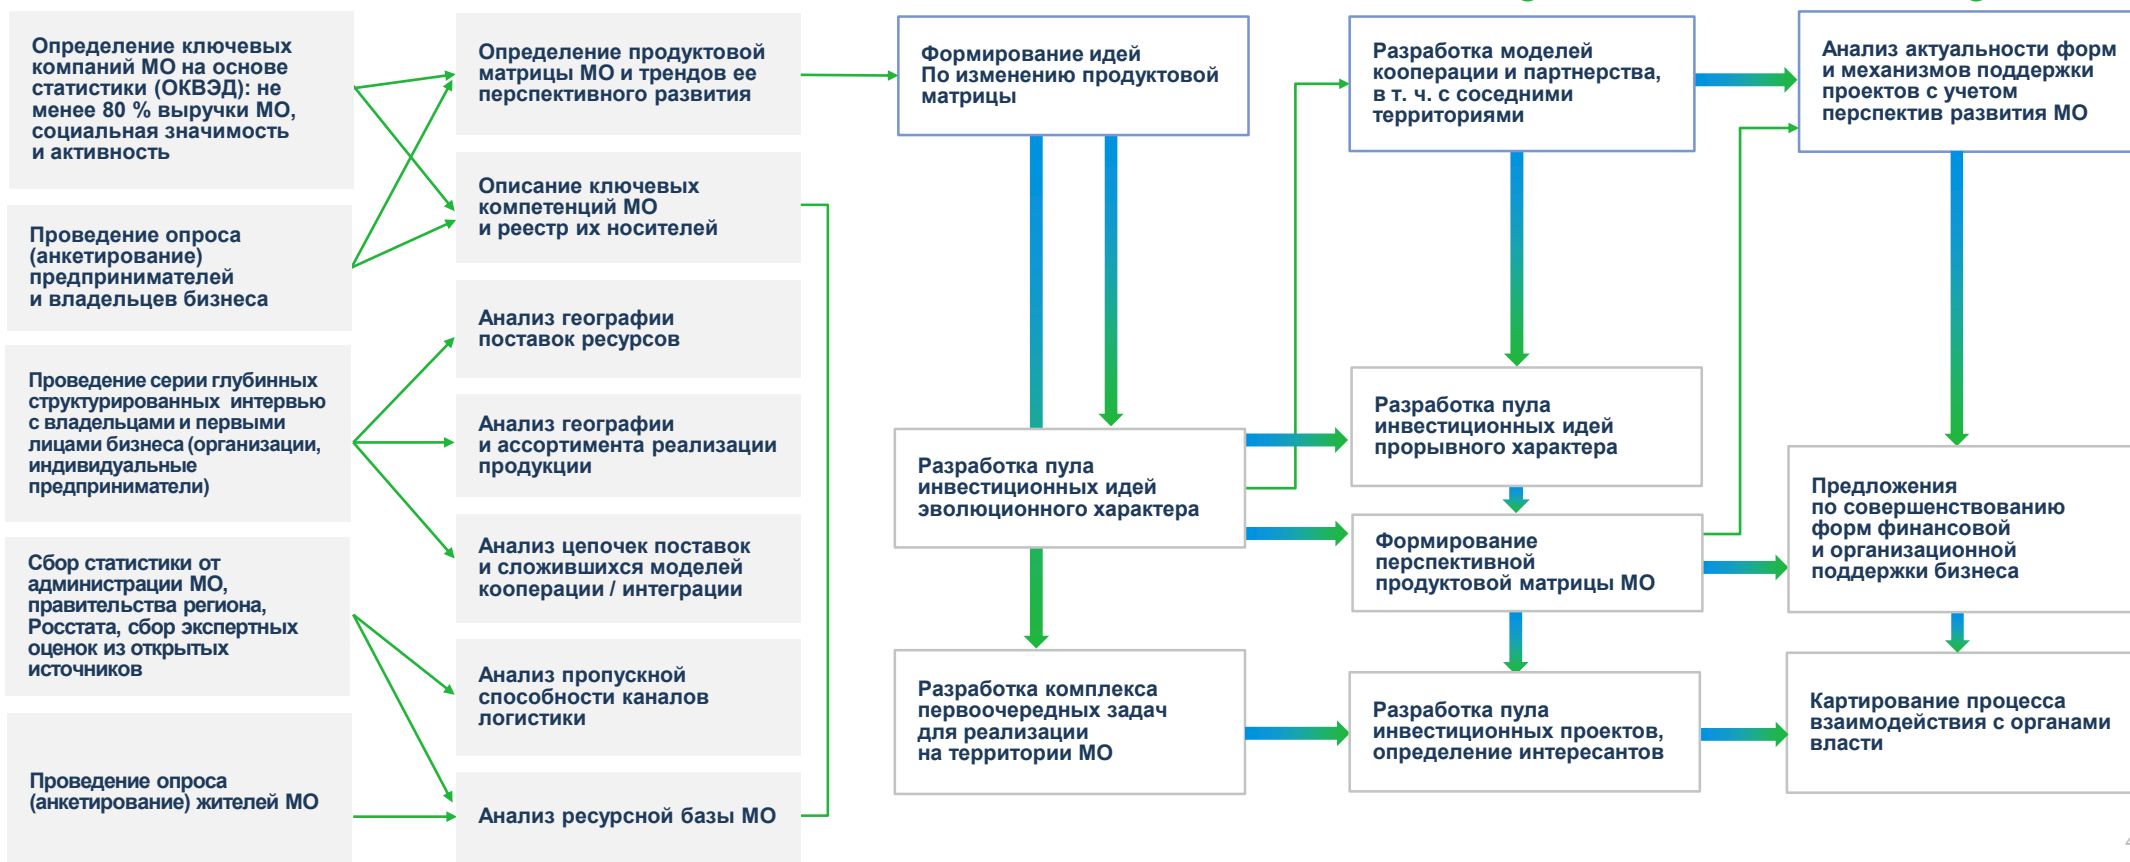 Определение ключевых
компаний МО на основе
статистики (ОКВЭД): не
менее 80 % выручки МО,
социальная значимость
и активность
Проведение опроса
(анкетирование)
предпринимателей
и владельцев бизнеса
Проведение серии глубинных
структурированных интервью
с владельцами и первыми
лицами бизнеса (организации,
индивидуальные
предприниматели)
Сбор статистики от
администрации МО,
правительства региона,
Росстата, сбор экспертных
оценок из открытых
источников
Проведение опроса
(анкетирование) жителей МО
Определение продуктовой
матрицы МО и трендов ее
перспективного развития
Описание ключевых
компетенций МО
и реестр их носителей
Анализ географии
поставок ресурсов
Анализ географии
и ассортимента реализации
продукции
Анализ цепочек поставок
и сложившихся моделей
кооперации / интеграции
Анализ пропускной
способности каналов
логистики
Анализ ресурсной базы МО
Формирование идей
По изменению продуктовой
матрицы
Разработка пула
инвестиционных идей
эволюционного характера
Разработка комплекса
первоочередных задач
для реализации
на территории МО
Разработка моделей
кооперации и партнерства,
в т. ч. с соседними
территориями
Разработка пула
инвестиционных идей
прорывного характера
Формирование
перспективной
продуктовой матрицы МО
Разработка пула
инвестиционных проектов,
определение интересантов
Анализ актуальности форм
и механизмов поддержки
проектов с учетом
перспектив развития МО
Предложения
по совершенствованию
форм финансовой
и организационной
поддержки бизнеса
Картирование процесса
взаимодействия с органами
власти